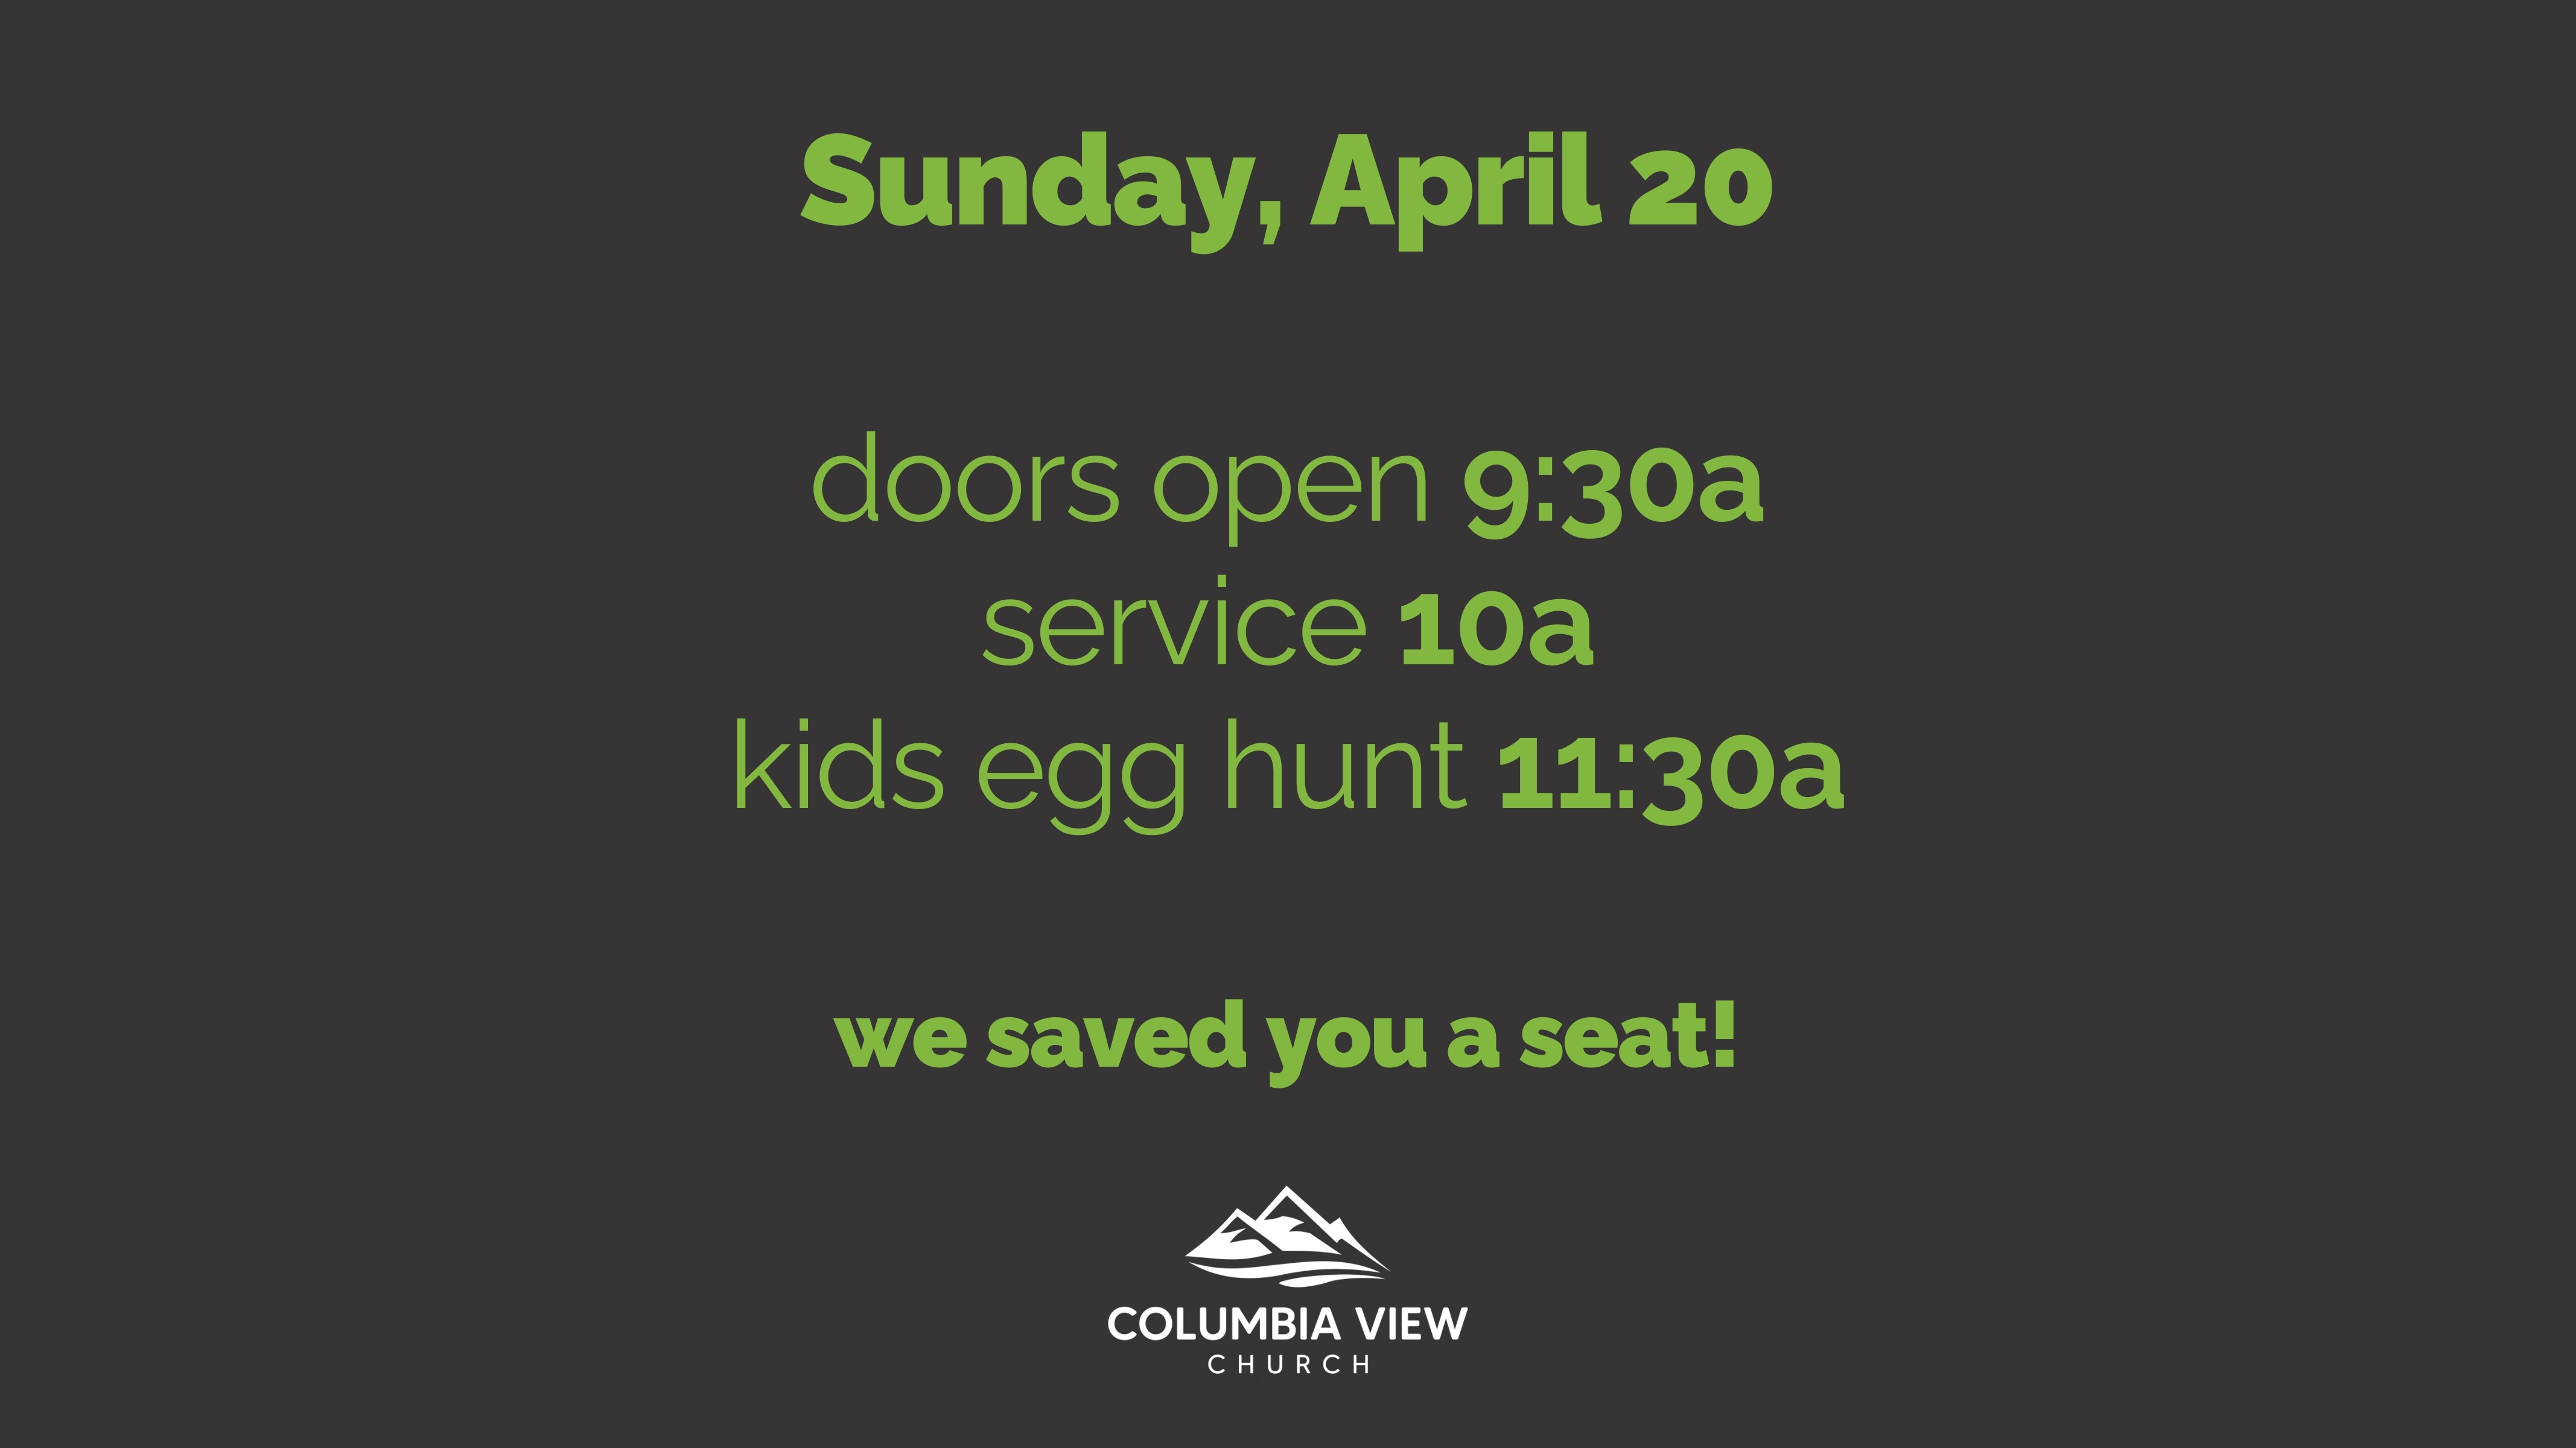 Sunday, April 20
doors open 9:30a
service 10a
kids egg hunt 11:30a
we saved you a seat!
COLUMBIA VIEW
CHURCH